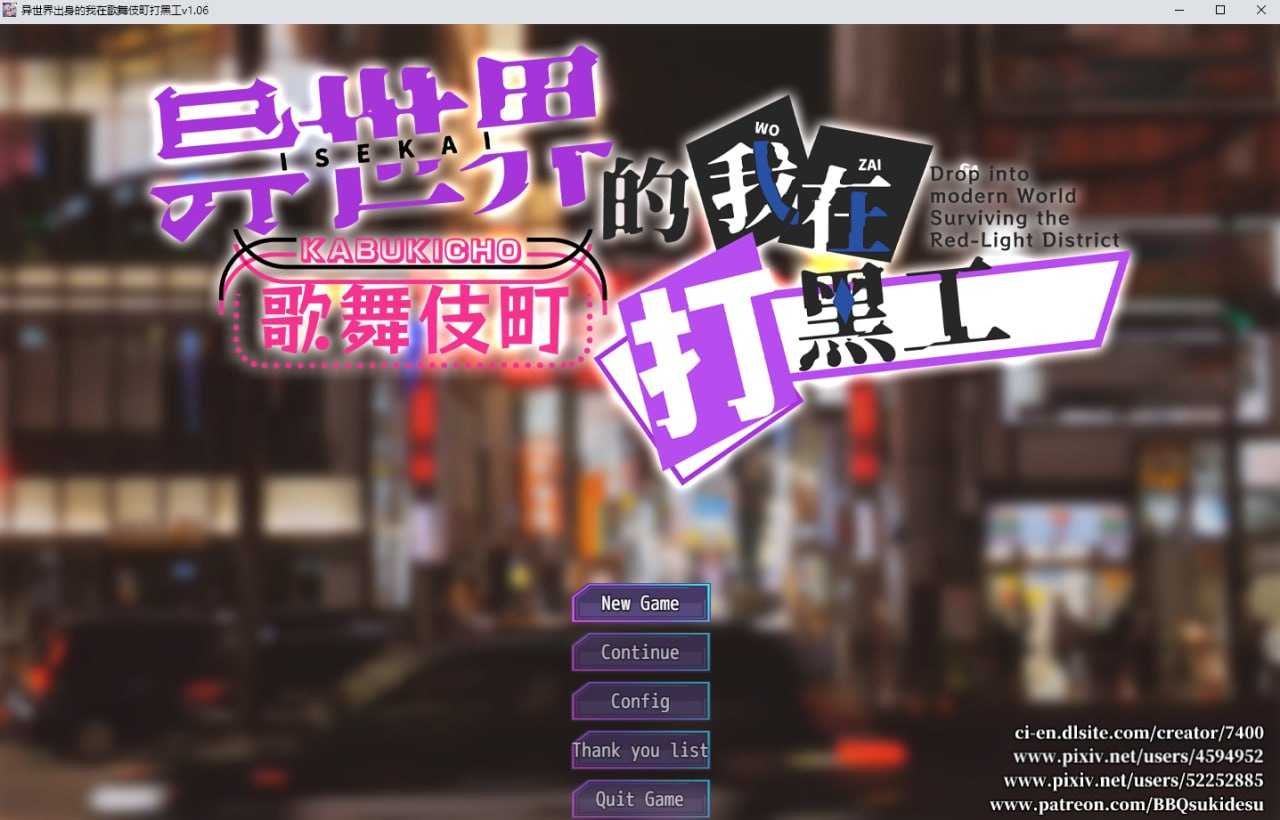 异世界出身的我在歌舞伎町打黑工v1.06
异世界
ISEKAI
的
WO
我
ZAI
在
Drop into
modern World
Surviving the
Red-Light District
KABUKICHO
歌舞伎町
打
黑工
New Game
Continue
Config
Thank you list
Quit Game
ci-en.dlsite.com/creator/7400
www.pixiv.net/users/4594952
www.pixiv.net/users/52252885
www.patreon.com/BBQsukidesu